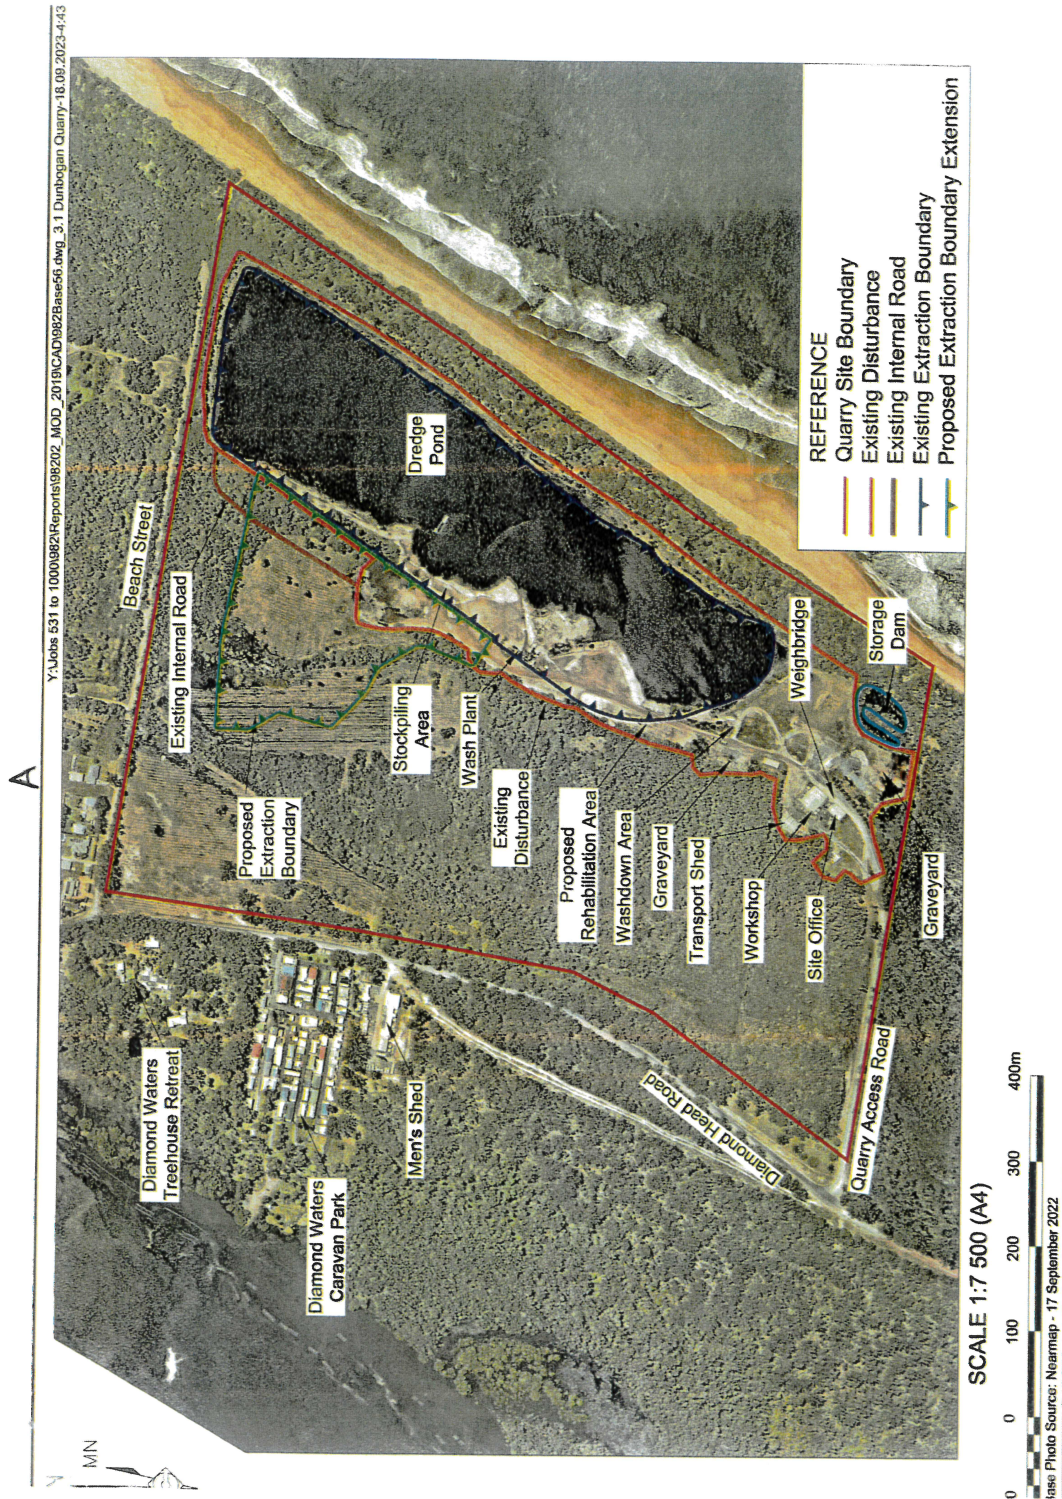 Y:\Jobs 531 to 1000\982\Reports\98202_MOD_2019\CAD\982Base56.dwg_3.1 Dunbogan Quarry-18.09.2023-4:43
A
MN
Beach Street
Existing Internal Road
Proposed
Extraction
Boundary
Diamond Waters
Treehouse Retreat
Diamond Waters
Caravan Park
Men's Shed
Stockpiling
Area
Wash Plant
Dredge
Pond
Existing
Disturbance
Proposed
Rehabilitation Area
Washdown Area
Graveyard
Transport Shed
Workshop
Site Office
Weighbridge
Storage
Dam
Graveyard
Diamond Head Road
Quarry Access Road
REFERENCE
Quarry Site Boundary
Existing Disturbance
Existing Internal Road
Existing Extraction Boundary
Proposed Extraction Boundary Extension
SCALE 1:7 500 (A4)
0 0 100 200 300 400m
Base Photo Source: Nearmap - 17 September 2022